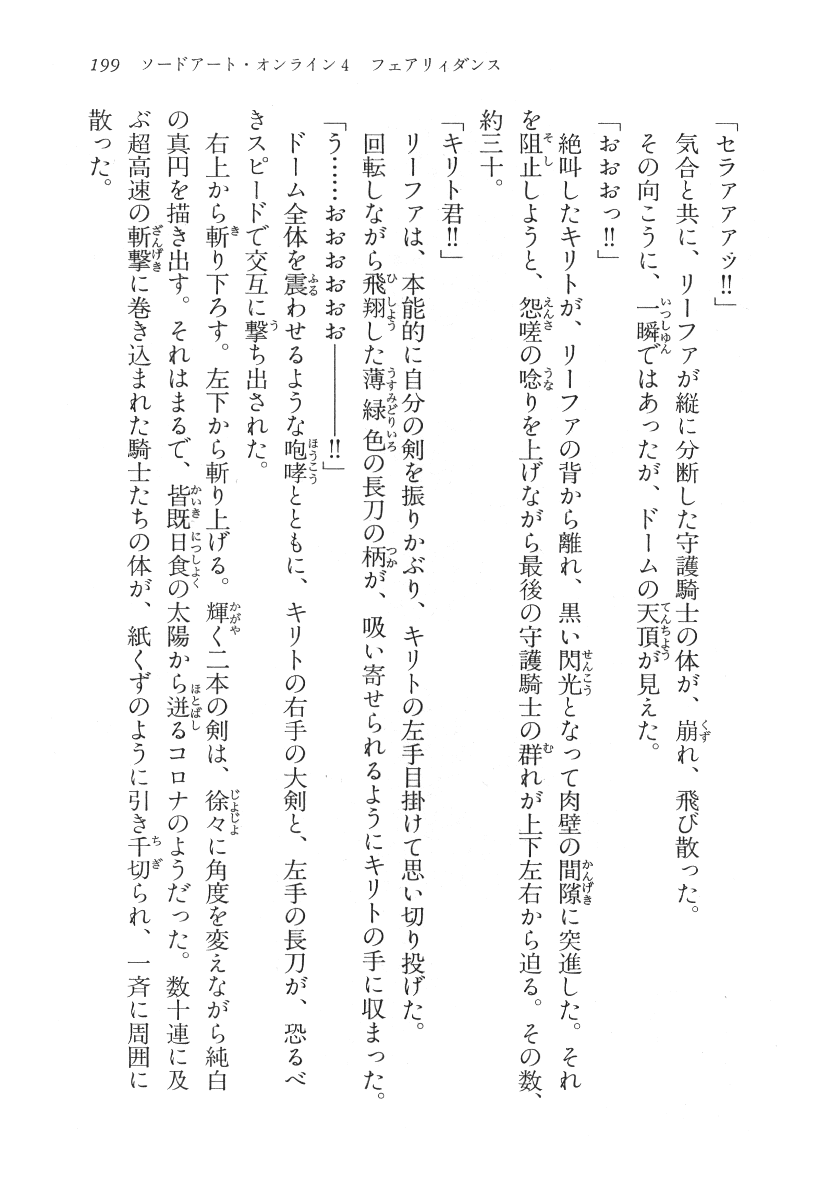 199　ソードアート・オンライン4　フェアリィダンス
「セラァァァッ!!」
　気合と共に、リーファが縦に分断した守護騎士の体が、崩れ、飛び散った。
　その向こうに、一瞬ではあったが、ドームの天頂が見えた。
「おおおっ!!」
　絶叫したキリトが、リーファの背から離れ、黒い閃光となって肉壁の間隙に突進した。それ
を阻止しようと、怨嗟の唸りを上げながら最後の守護騎士の群れが上下左右から迫る。その数、
約三十。
「キリト君!!」
　リーファは、本能的に自分の剣を振りかぶり、キリトの左手目掛けて思い切り投げた。
　回転しながら飛翔した薄緑色の長刀の柄が、吸い寄せられるようにキリトの手に収まった。
「う……おおおおおお————!!」
　ドーム全体を震わせるような咆哮とともに、キリトの右手の大剣と、左手の長刀が、恐るべ
きスピードで交互に撃ち出された。
　右上から斬り下ろす。左下から斬り上げる。輝く二本の剣は、徐々に角度を変えながら純白
の真円を描き出す。それはまるで、皆既日食の太陽から迸るコロナのようだった。数十連に及
ぶ超高速の斬撃に巻き込まれた騎士たちの体が、紙くずのように引き千切られ、一斉に周囲に
散った。